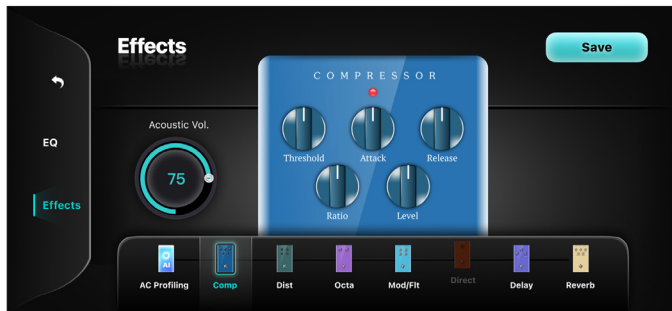 Effects
Save
COMPRESSOR
EQ
Acoustic Vol.
Threshold
Attack
Release
75
Effects
Ratio
Level
AI
AC Profiling
Comp
Dist
Octa
Mod/Flt
Direct
Delay
Reverb